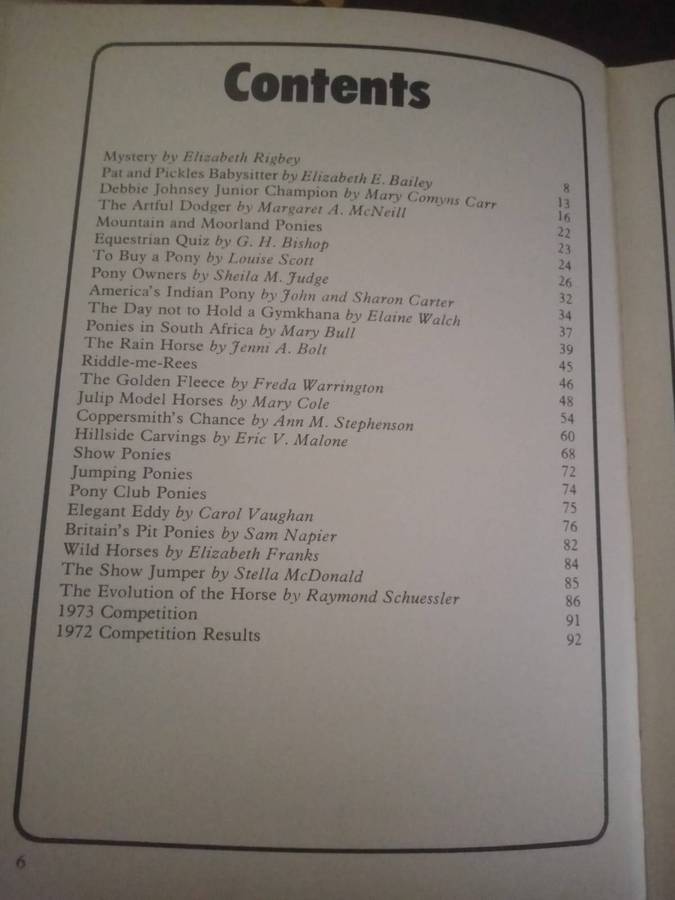 Contents
Mystery by Elizabeth Rigbey 8
Pat and Pickles Babysitter by Elizabeth E. Bailey 13
Debbie Johnsey Junior Champion by Mary Comyns Carr 16
The Artful Dodger by Margaret A. McNeill 22
Mountain and Moorland Ponies 23
Equestrian Quiz by G. H. Bishop 24
To Buy a Pony by Louise Scott 26
Pony Owners by Sheila M. Judge 32
America's Indian Pony by John and Sharon Carter 34
The Day not to Hold a Gymkhana by Elaine Walch 37
Ponies in South Africa by Mary Bull 39
The Rain Horse by Jenni A. Bolt 45
Riddle-me-Rees 46
The Golden Fleece by Freda Warrington 48
Julip Model Horses by Mary Cole 54
Coppersmith's Chance by Ann M. Stephenson 60
Hillside Carvings by Eric V. Malone 68
Show Ponies 72
Jumping Ponies 74
Pony Club Ponies 75
Elegant Eddy by Carol Vaughan 76
Britain's Pit Ponies by Sam Napier 82
Wild Horses by Elizabeth Franks 84
The Show Jumper by Stella McDonald 85
The Evolution of the Horse by Raymond Schuessler 86
1973 Competition 91
1972 Competition Results 92
6